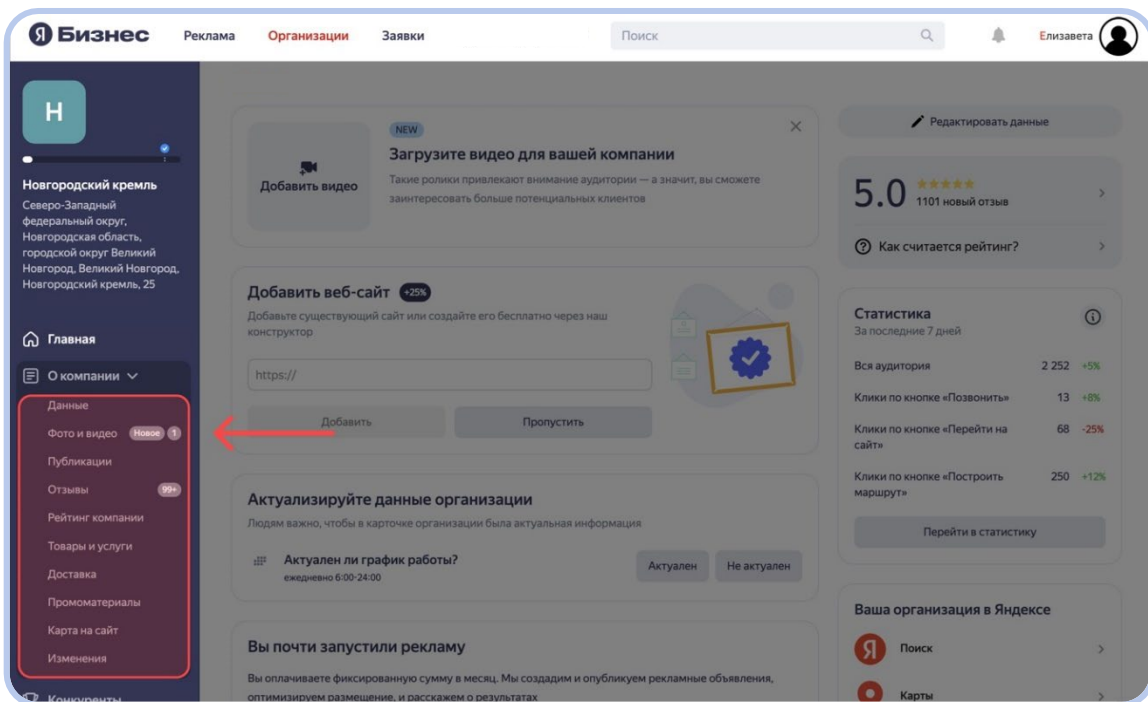 Я Бизнес
Реклама
Организации
Заявки
Поиск
Елизавета
Н
Новгородский кремль
Северо-Западный
федеральный округ,
Новгородская область,
городской округ Великий
Новгород, Великий Новгород,
Новгородский кремль, 25
Главная
О компании
Данные
Фото и видео Новое 1
Публикации
Отзывы 99+
Рейтинг компании
Товары и услуги
Доставка
Промоматериалы
Карта на сайт
Изменения
Конкуренты
Добавить видео
NEW
Загрузите видео для вашей компании
Такие ролики привлекают внимание аудитории — а значит, вы сможете
заинтересовать больше потенциальных клиентов
Добавить веб-сайт +25%
Добавьте существующий сайт или создайте его бесплатно через наш
конструктор
https://
Добавить
Пропустить
Актуализируйте данные организации
Людям важно, чтобы в карточке организации была актуальная информация
Актуален ли график работы?
ежедневно 6:00-24:00
Актуален
Не актуален
Вы почти запустили рекламу
Вы оплачиваете фиксированную сумму в месяц. Мы создадим и опубликуем рекламные объявления,
оптимизируем размещение, и расскажем о результатах
Редактировать данные
5.0
1101 новый отзыв
Как считается рейтинг?
Статистика
За последние 7 дней
Вся аудитория 2 252 +5%
Клики по кнопке «Позвонить» 13 +8%
Клики по кнопке «Перейти на 68 -25%
сайт»
Клики по кнопке «Построить 250 +12%
маршрут»
Перейти в статистику
Ваша организация в Яндексе
Я Поиск
Карты